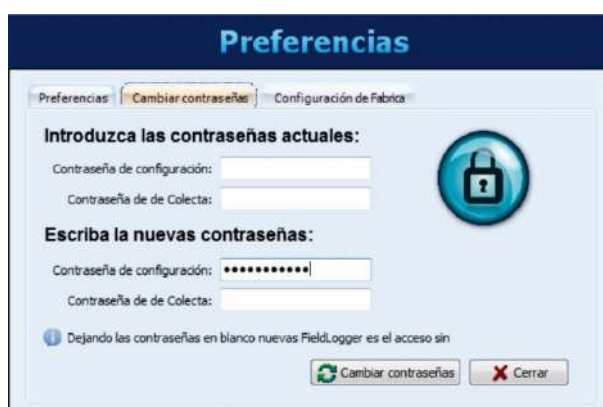 Preferencias
Preferencias Cambiar contraseñas Configuración de Fabrica
Introduzca las contraseñas actuales:
Contraseña de configuración:
Contraseña de de Colecta:
Escriba la nuevas contraseñas:
Contraseña de configuración: •••••••••••
Contraseña de de Colecta:
Dejando las contraseñas en blanco nuevas FieldLogger es el acceso sin
Cambiar contraseñas Cerrar